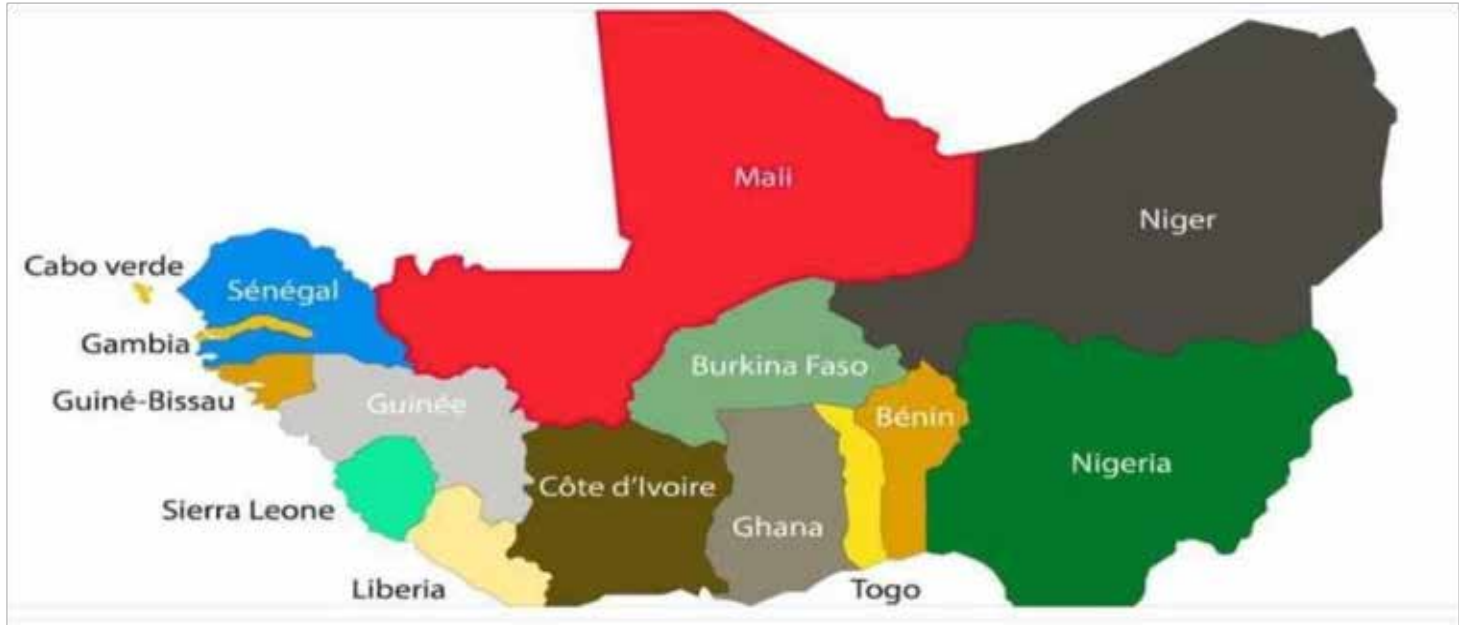 Mali
Niger
Cabo verde
Sénégal
Gambia
Burkina Faso
Guiné-Bissau
Guinée
Bénin
Nigeria
Côte d'Ivoire
Sierra Leone
Ghana
Liberia
Togo